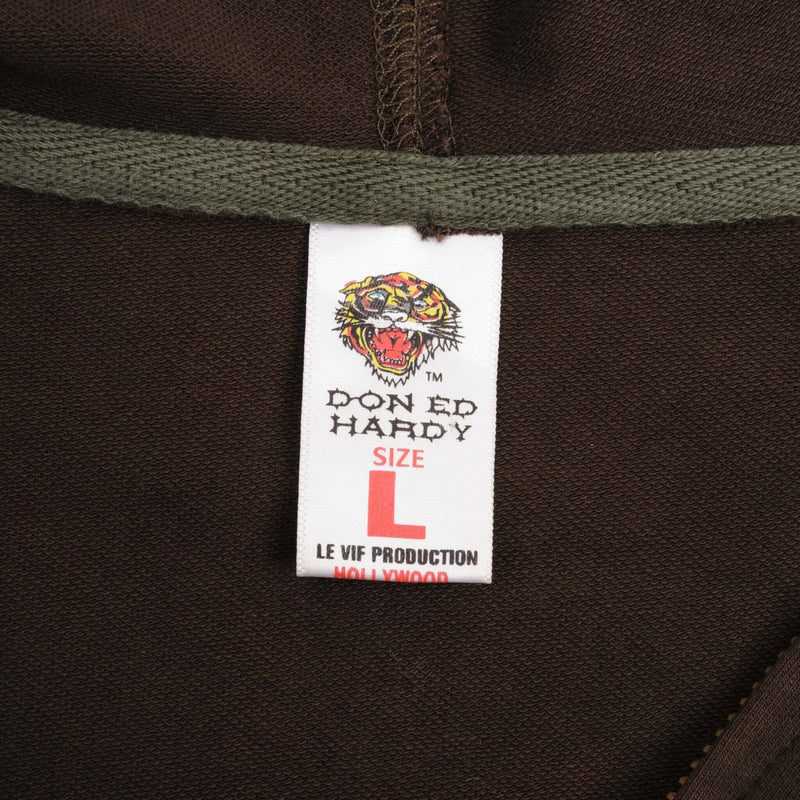 TM
DON ED
HARDY
SIZE
L
LE VIF PRODUCTION
HOLLYWOOD